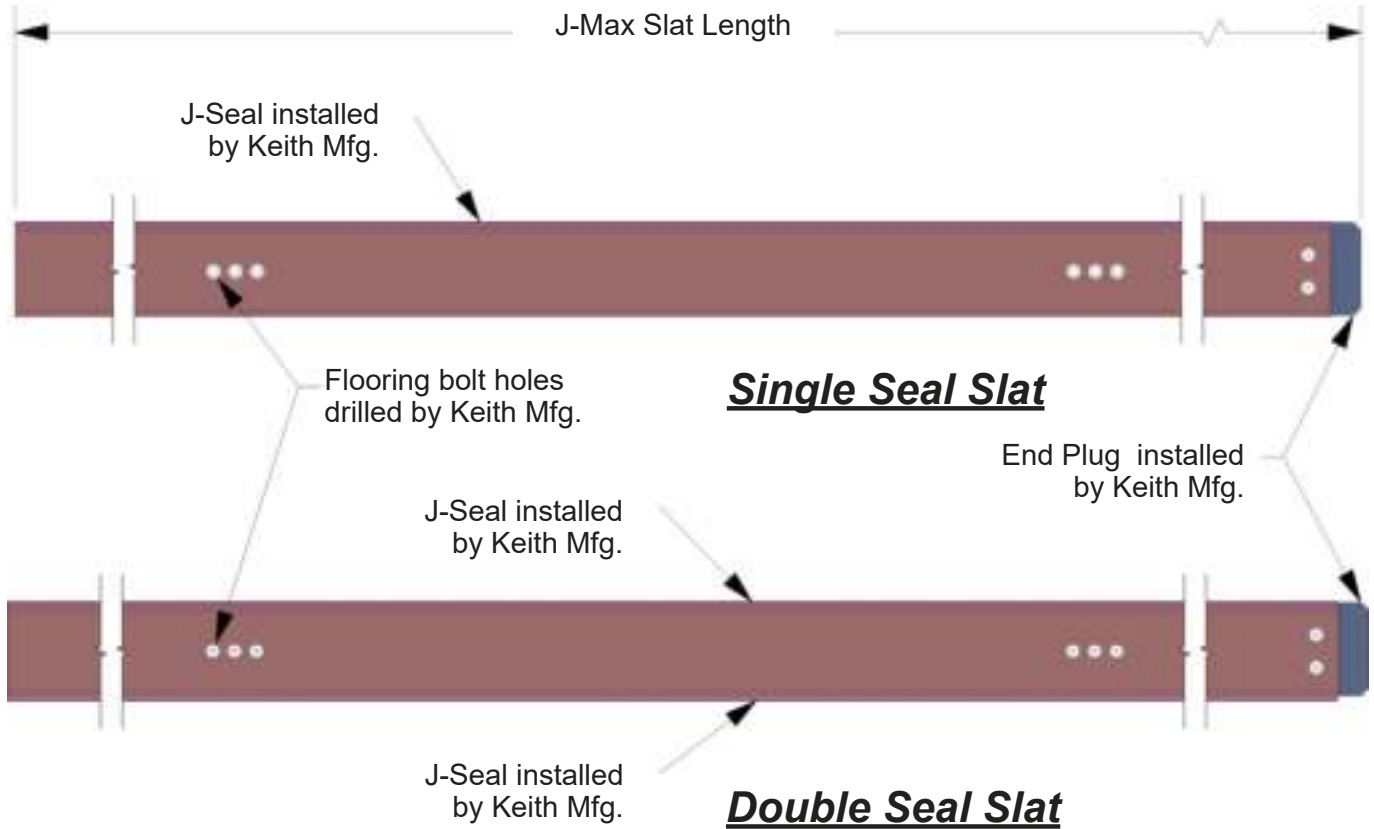 J-Max Slat Length
J-Seal installed
by Keith Mfg.
Flooring bolt holes
drilled by Keith Mfg.
Single Seal Slat
End Plug installed
by Keith Mfg.
J-Seal installed
by Keith Mfg.
J-Seal installed
by Keith Mfg.
Double Seal Slat